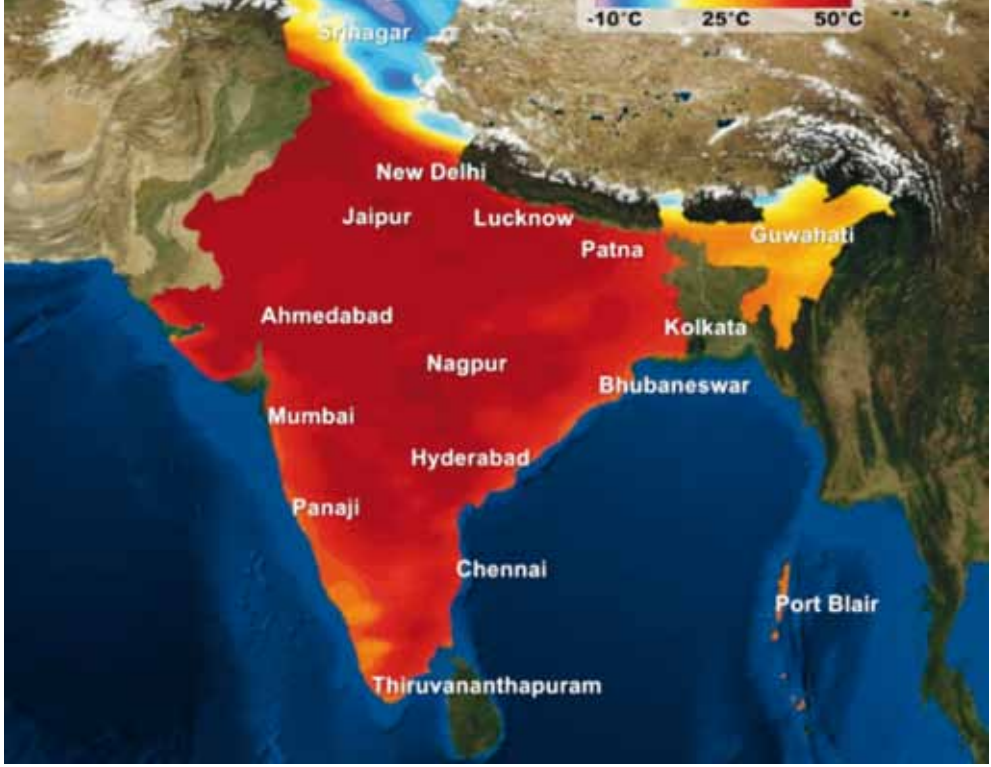 -10°C 25°C 50°C
Srinagar
New Delhi
Jaipur
Lucknow
Guwahati
Patna
Ahmedabad
Kolkata
Nagpur
Bhubaneswar
Mumbai
Hyderabad
Panaji
Chennai
Port Blair
Thiruvananthapuram